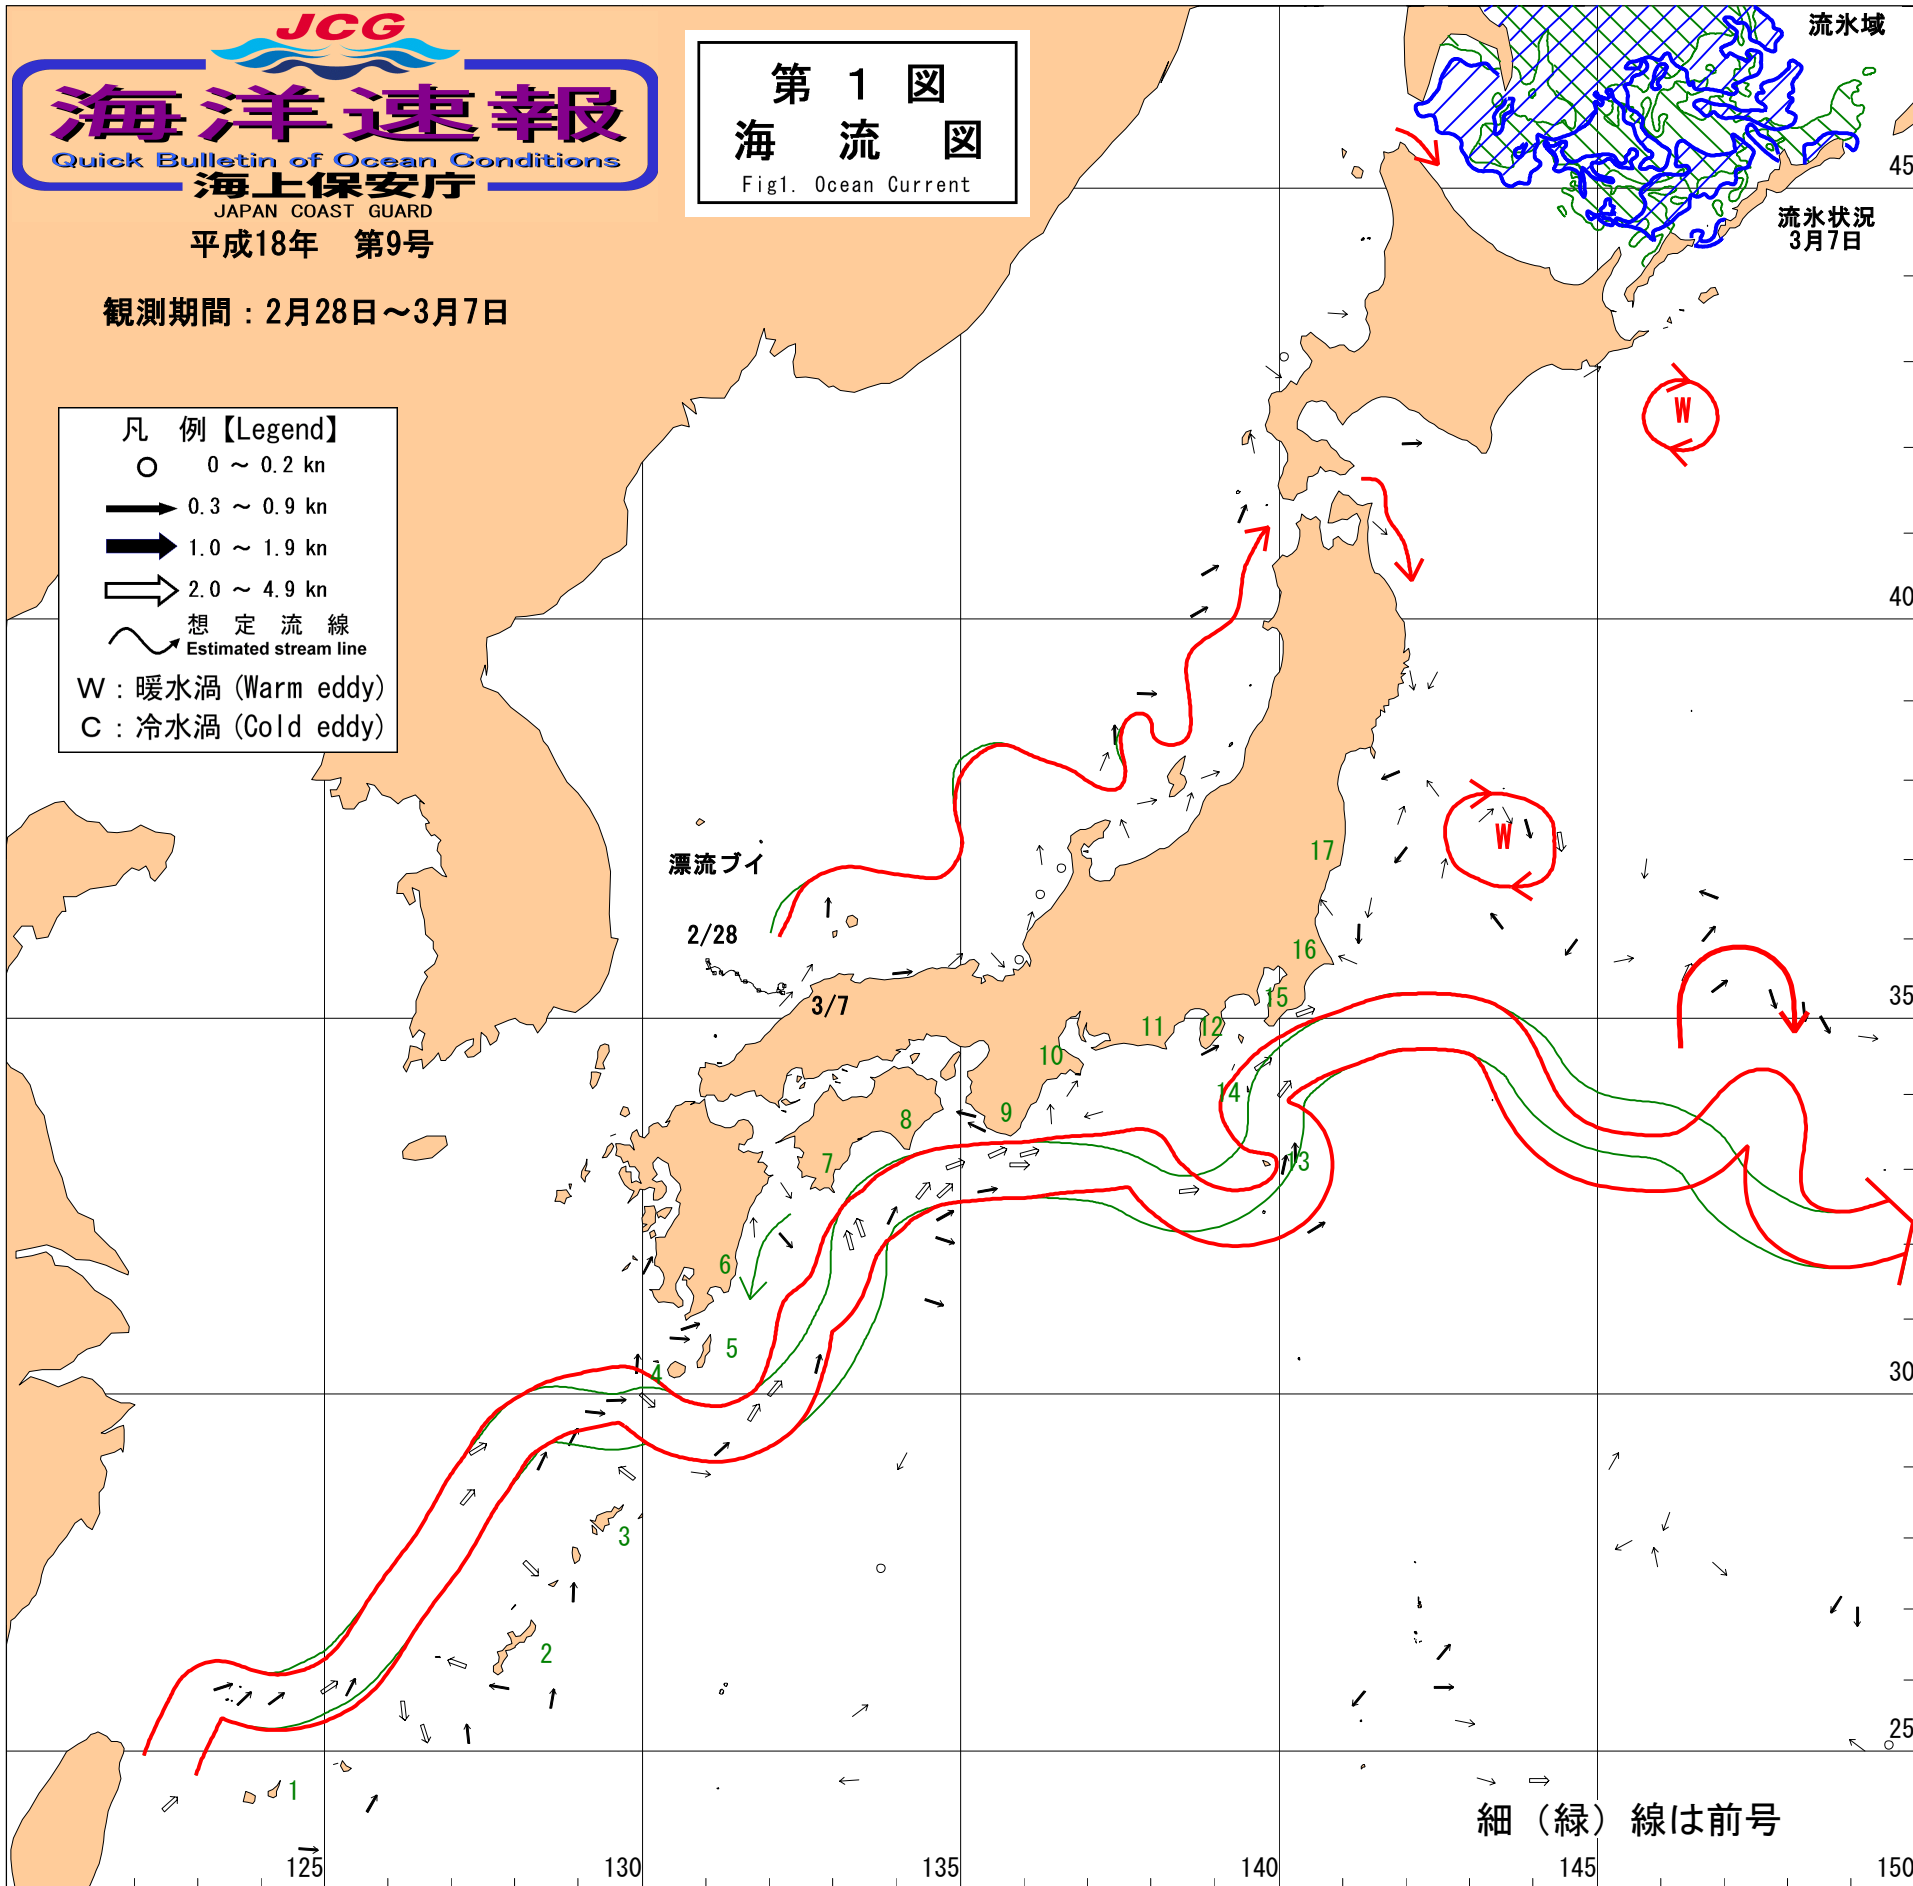 JCG
海洋速報
Quick Bulletin of Ocean Conditions
海上保安庁
JAPAN COAST GUARD
平成18年 第9号
観測期間：2月28日～3月7日
第 1 図
海 流 図
Fig1. Ocean Current
流氷域
流氷状況
3月7日
凡 例【Legend】
0 ～ 0.2 kn
0.3 ～ 0.9 kn
1.0 ～ 1.9 kn
2.0 ～ 4.9 kn
想 定 流 線
Estimated stream line
W：暖水渦 (Warm eddy)
C：冷水渦 (Cold eddy)
45
W
40
W
17
漂流ブイ
2/28
16
3/7
15
35
11
12
10
14
8
9
7
13
6
5
4
30
3
2
25
1
細（緑）線は前号
125
130
135
140
145
150